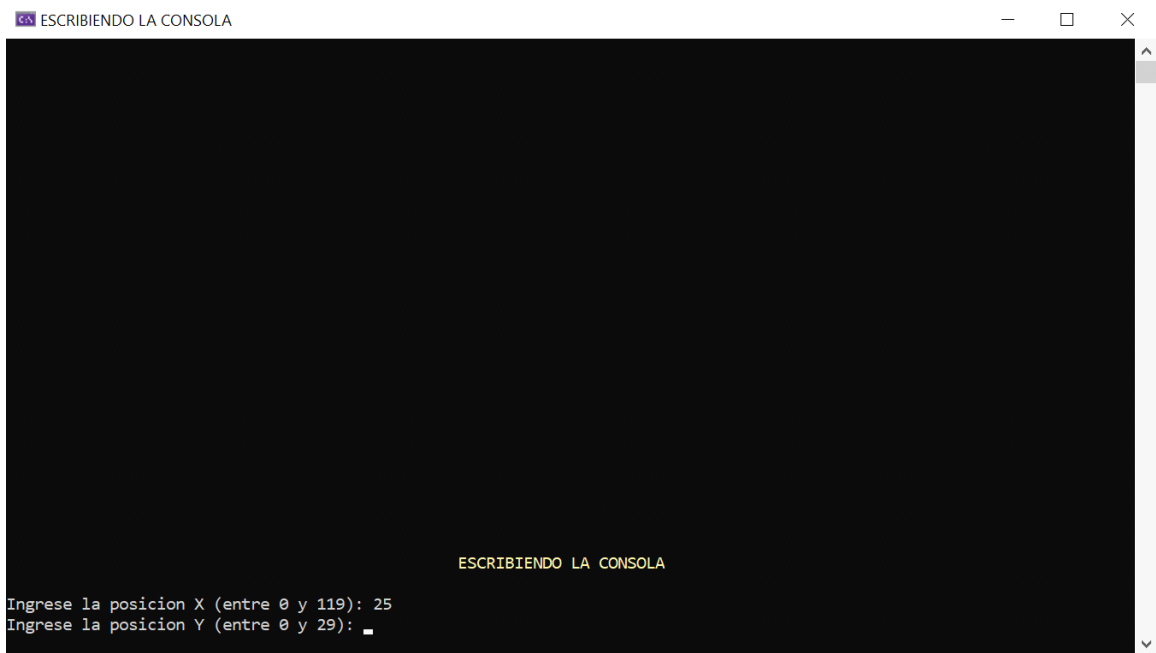 ESCRIBIENDO LA CONSOLA
ESCRIBIENDO LA CONSOLA
Ingrese la posicion X (entre 0 y 119): 25
Ingrese la posicion Y (entre 0 y 29):